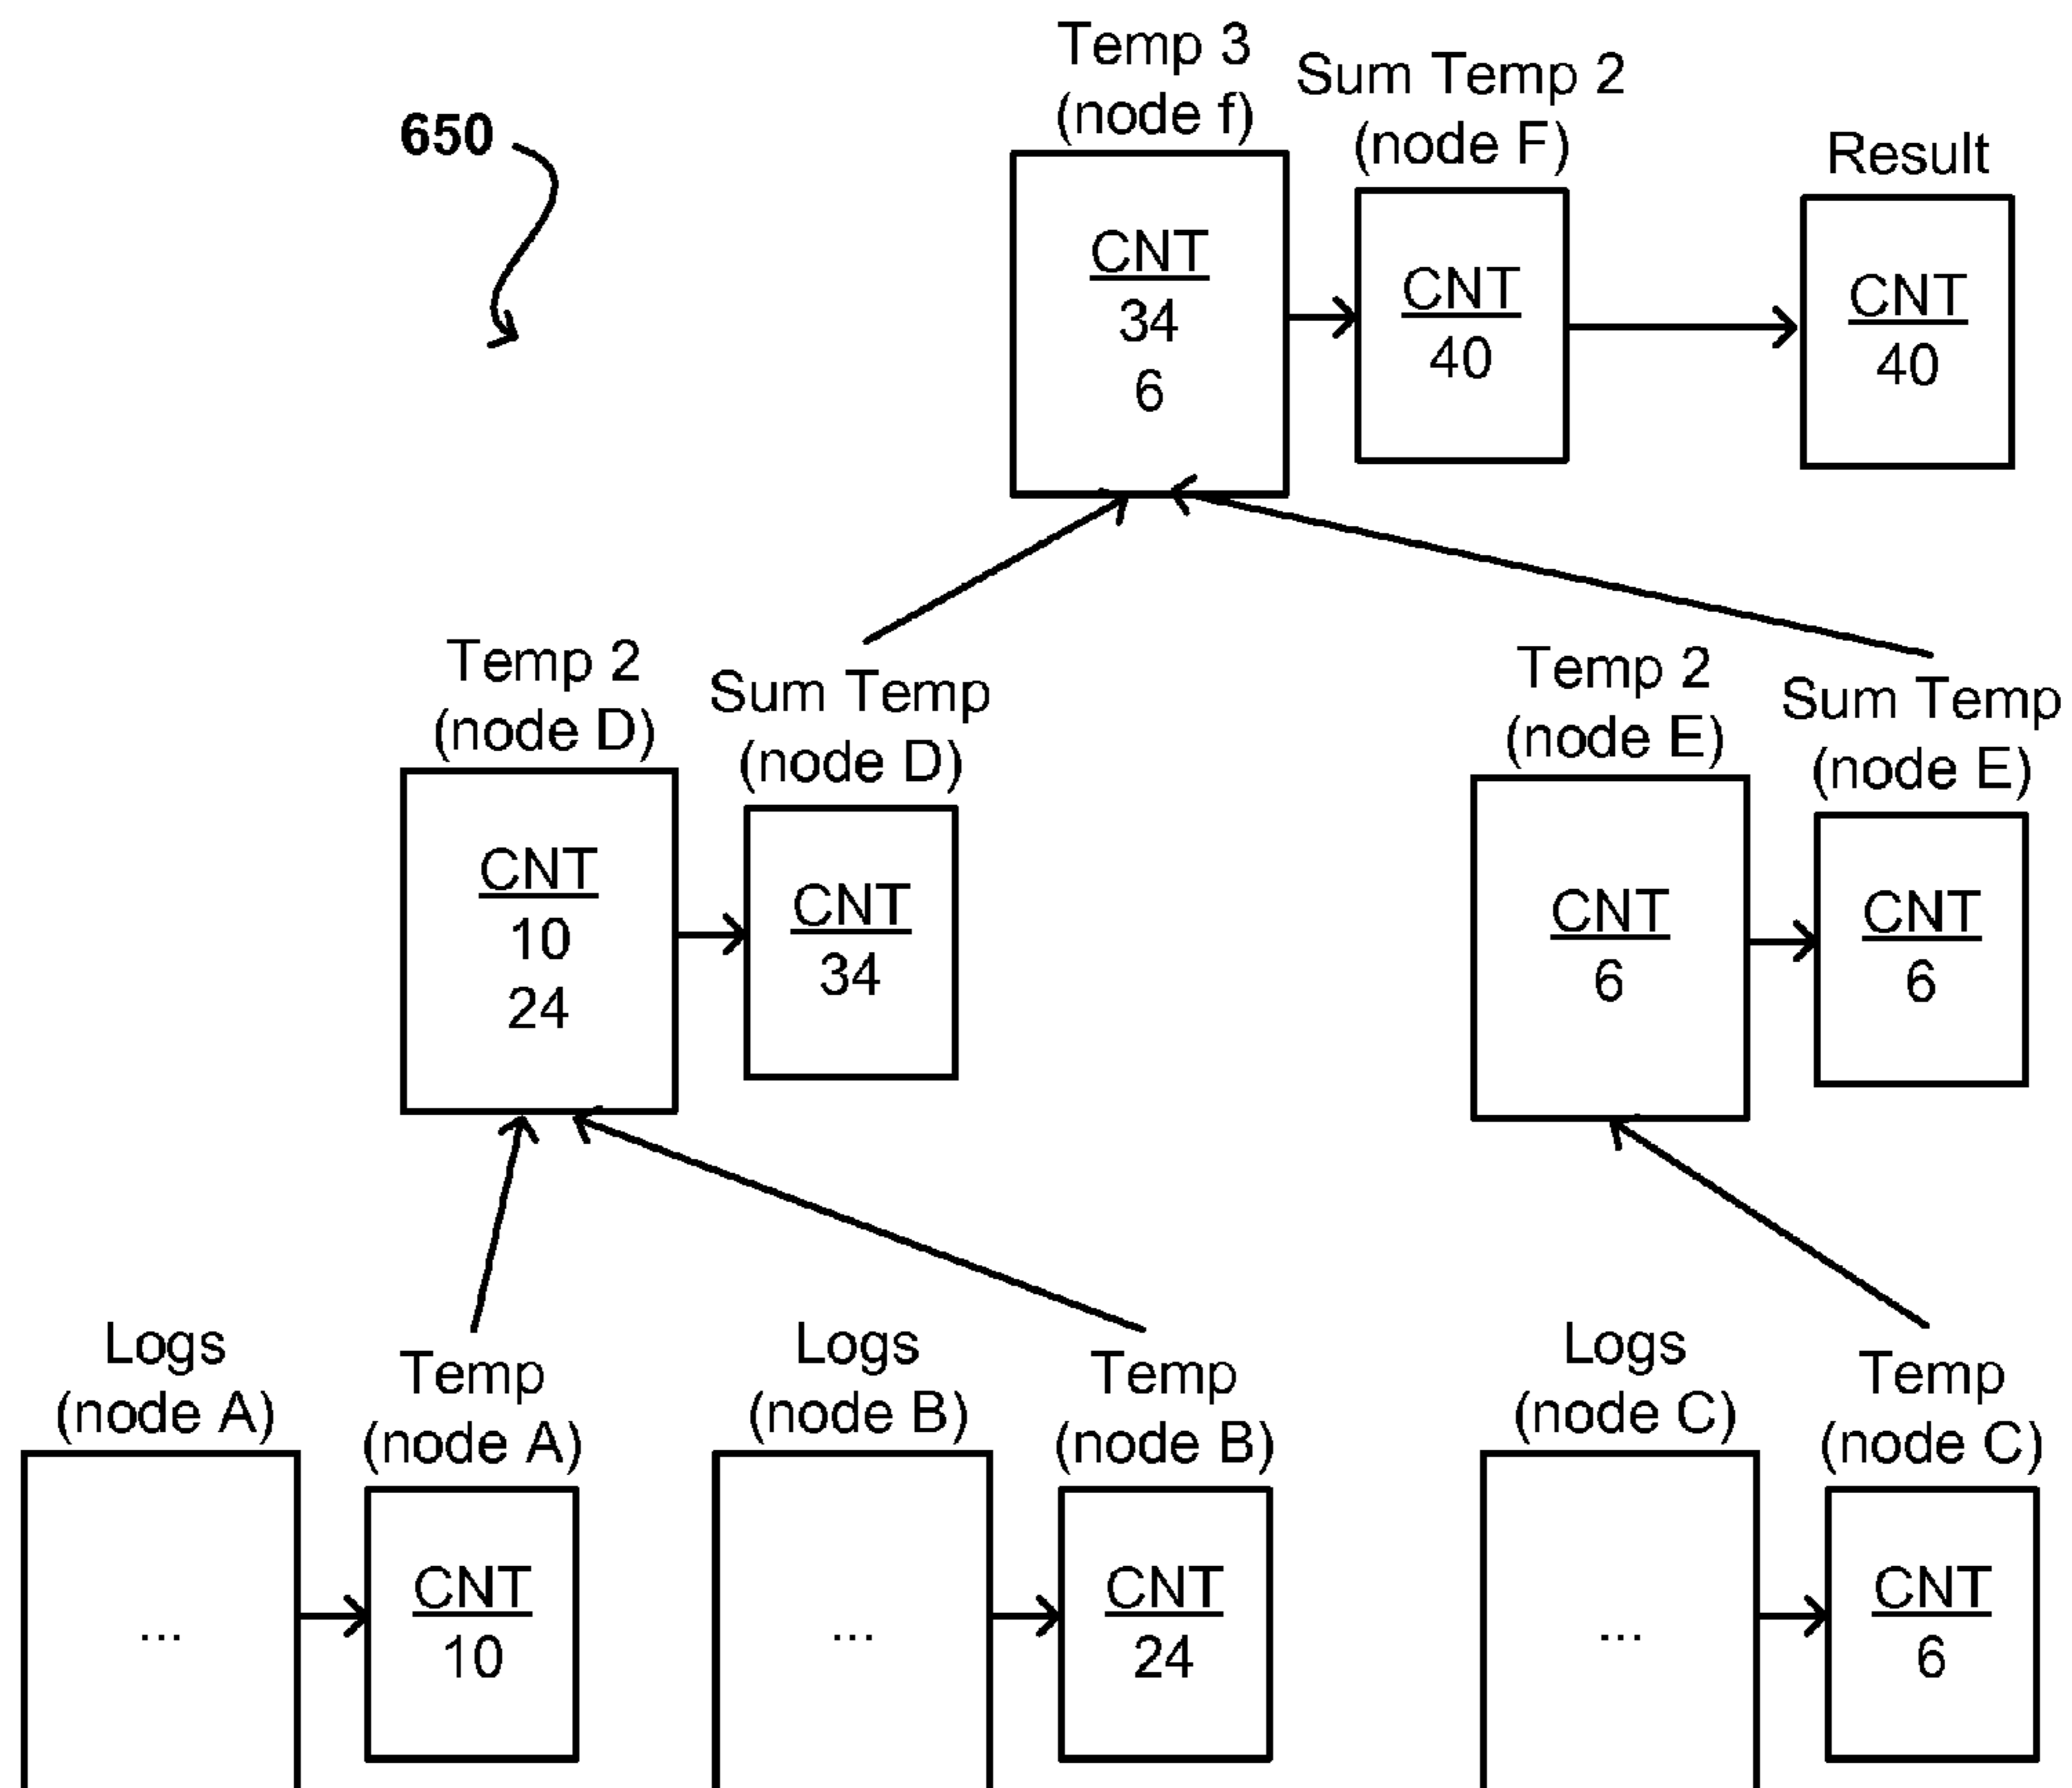 650
Temp 3
(node f)
CNT
34
6
Sum Temp 2
(node F)
CNT
40
Result
CNT
40
Temp 2
(node D)
CNT
10
24
Sum Temp
(node D)
CNT
34
Temp 2
(node E)
CNT
6
Sum Temp
(node E)
CNT
6
Logs
(node A)
...
Temp
(node A)
CNT
10
Logs
(node B)
...
Temp
(node B)
CNT
24
Logs
(node C)
...
Temp
(node C)
CNT
6